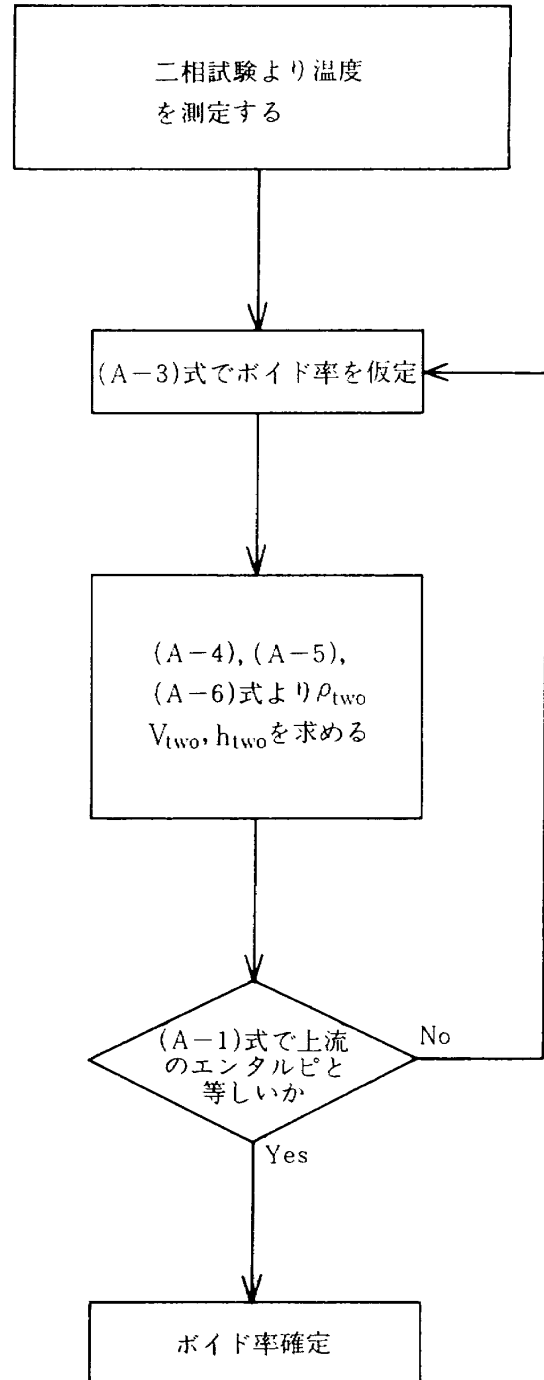 二相試験より温度
を測定する
(A-3)式でボイド率を仮定
(A-4),(A-5),
(A-6)式よりρtwo
Vtwo,htwoを求める
(A-1)式で上流
のエンタルピと
等しいか
No
Yes
ボイド率確定